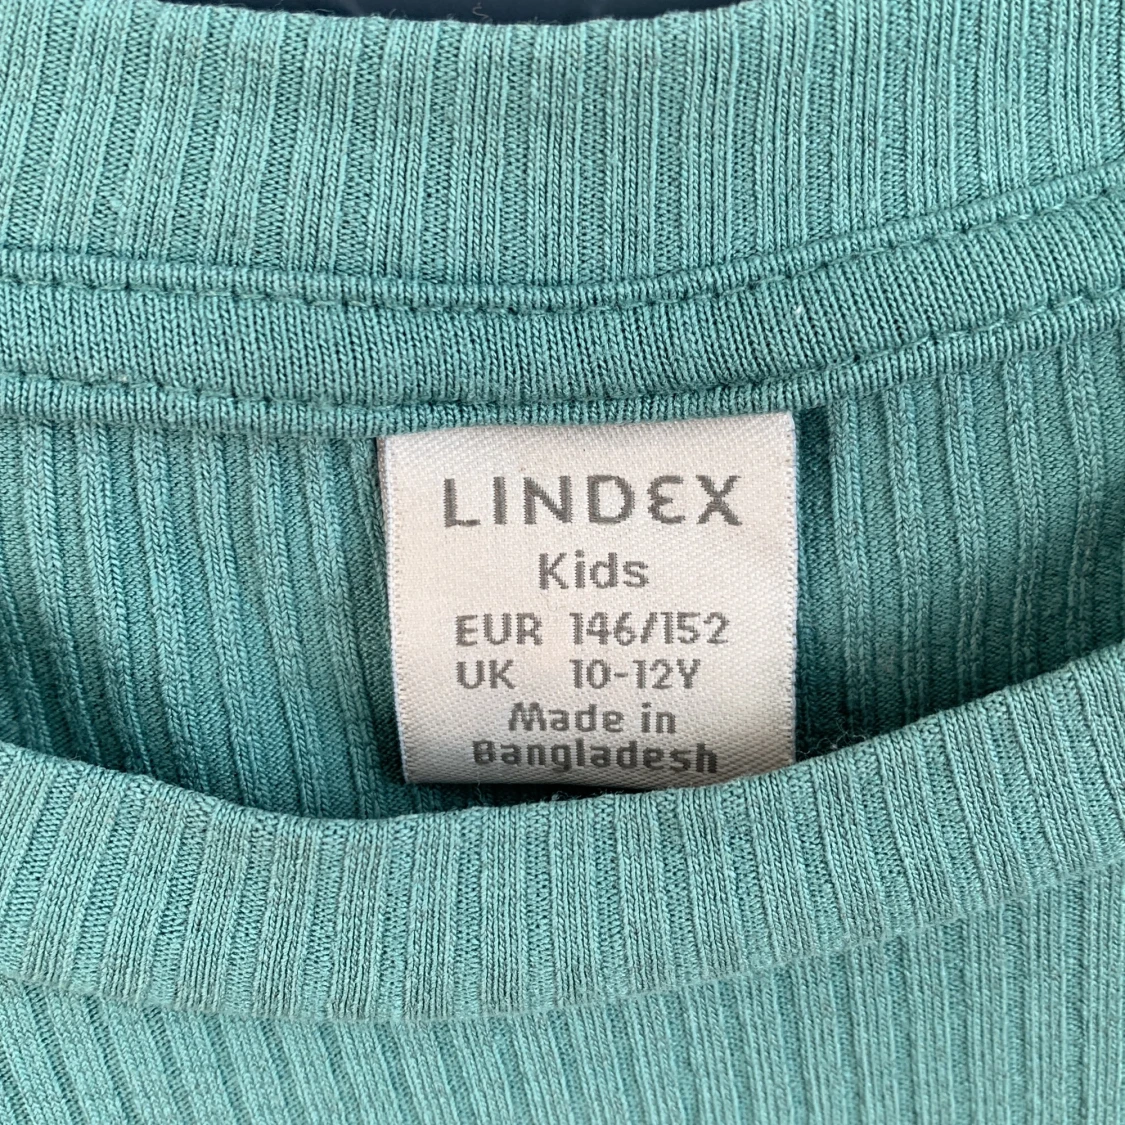 LINDEX
Kids
EUR 146/152
UK 10-12Y
Made in
Bangladesh